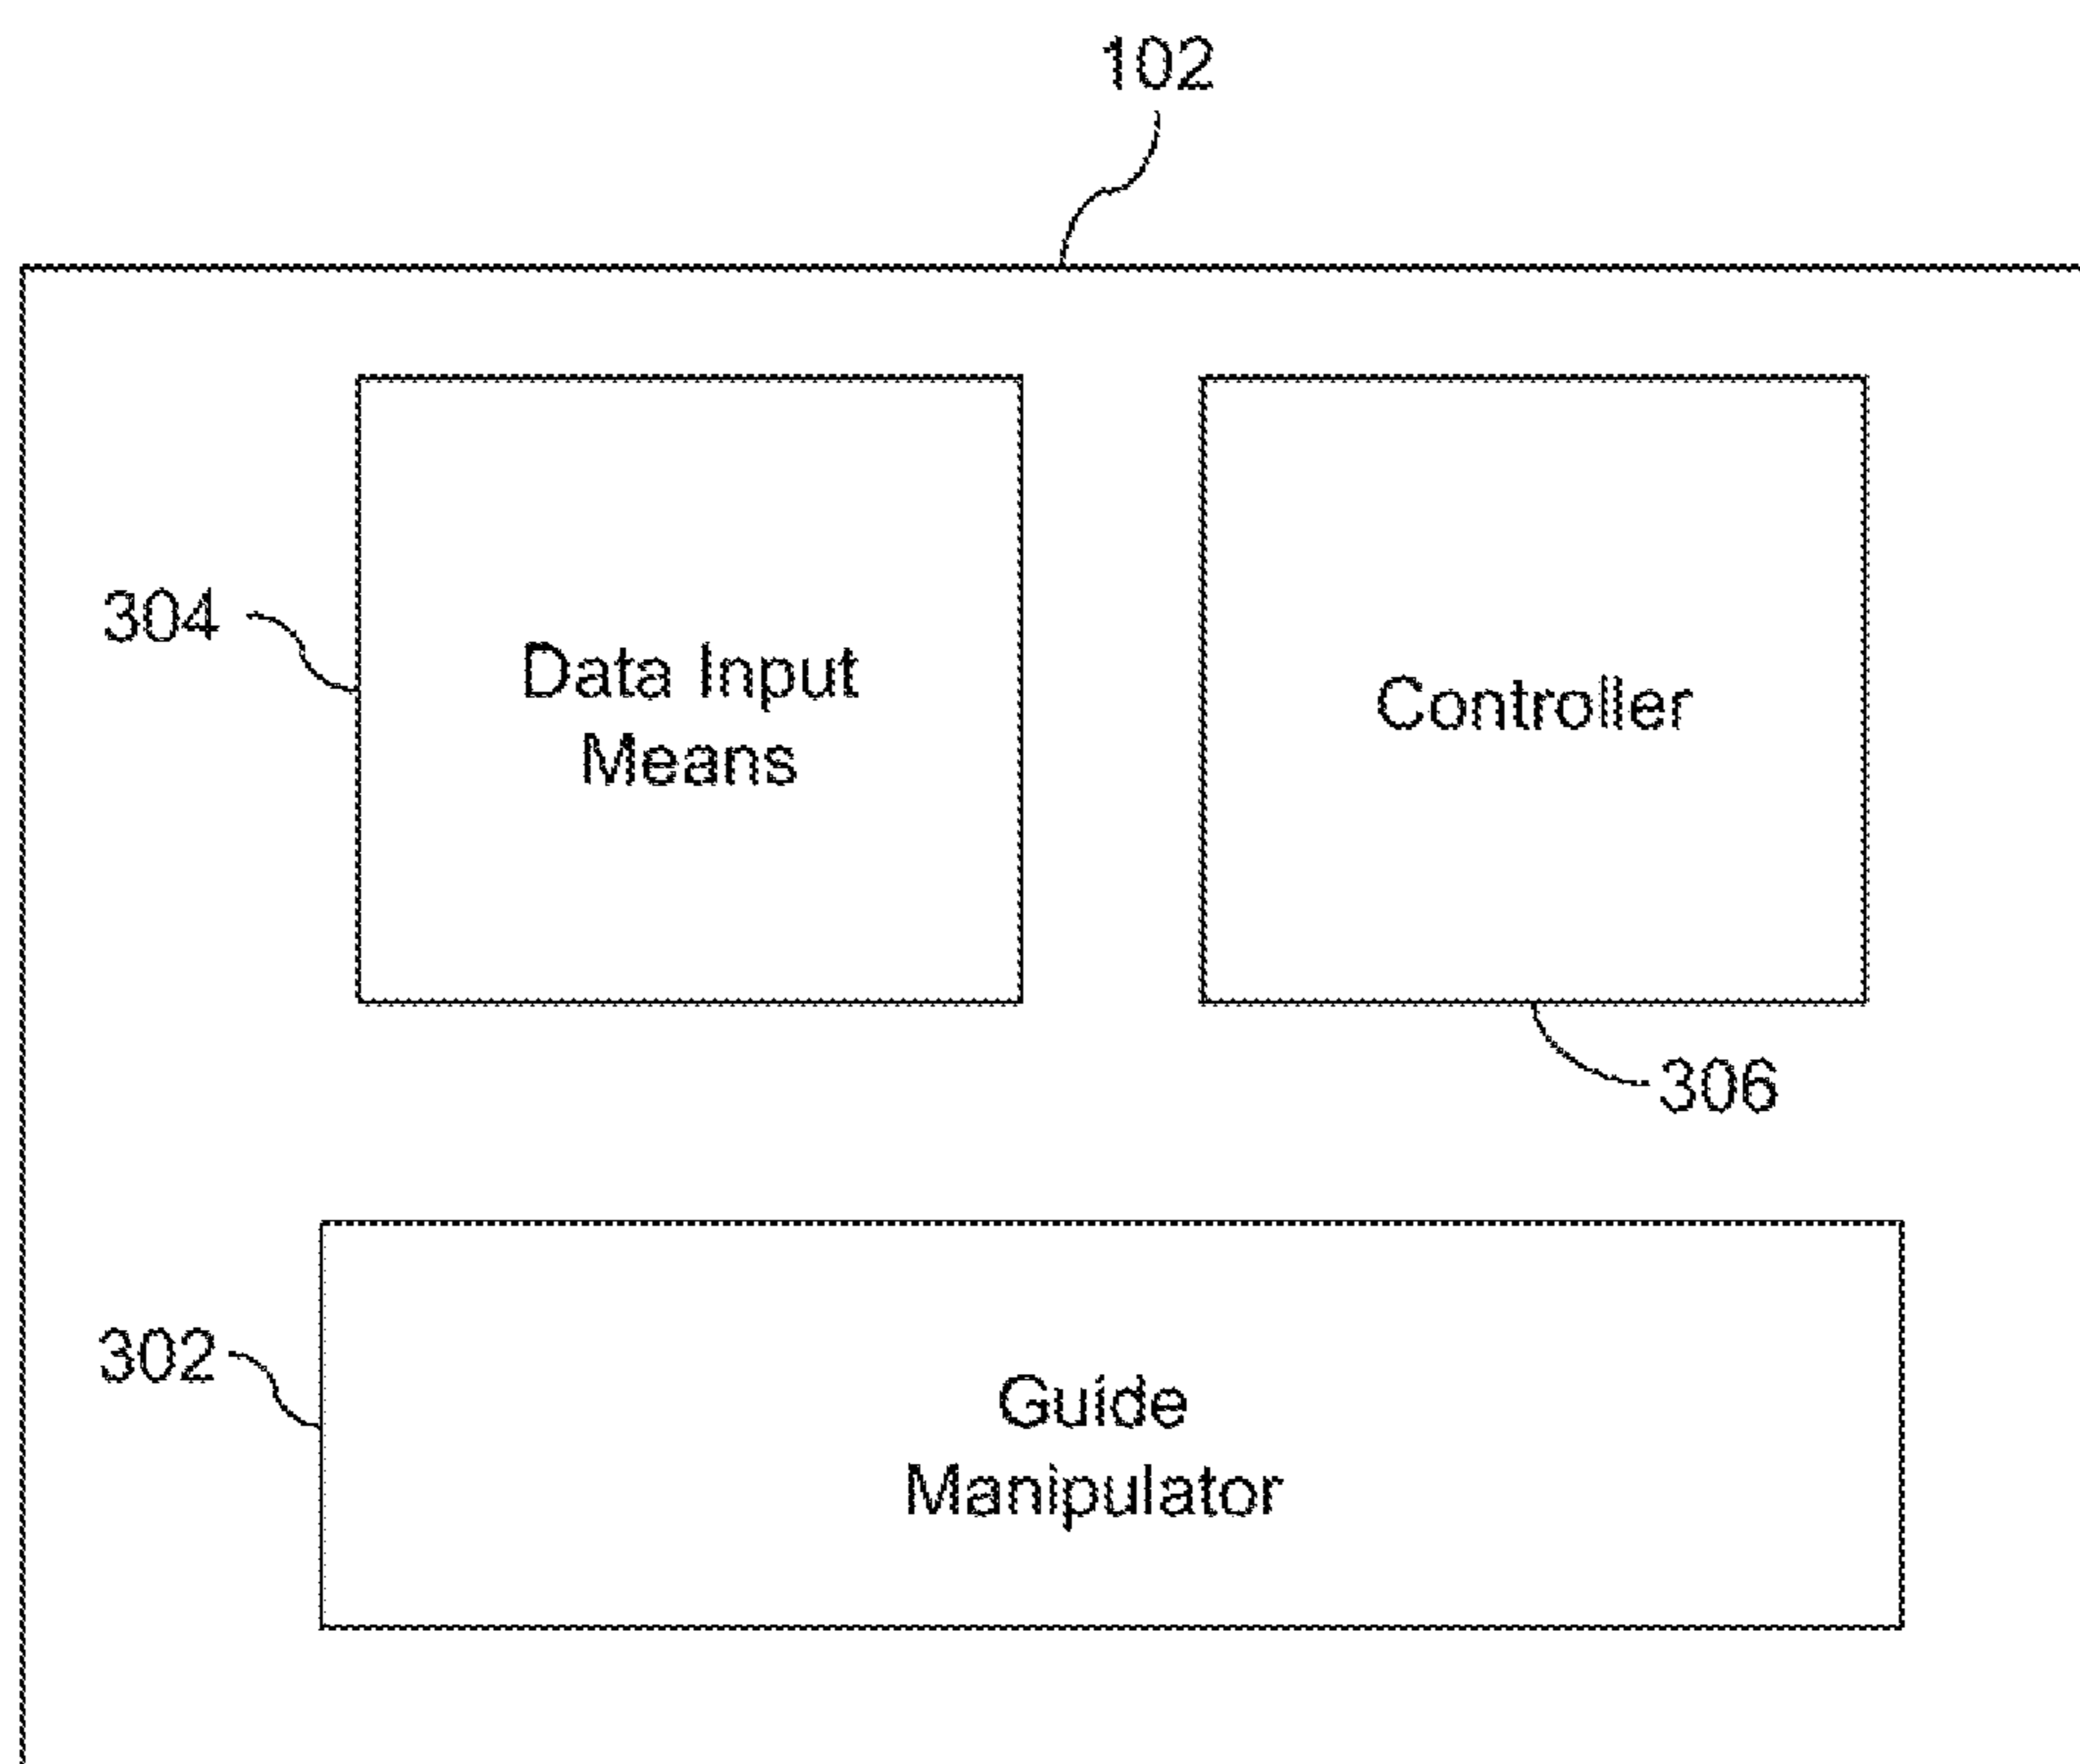 102
304
Data Input
Means
Controller
306
302
Guide
Manipulator